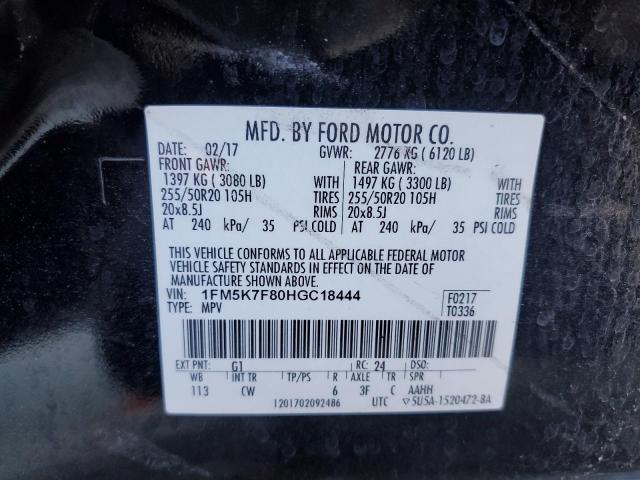 MFD. BY FORD MOTOR CO.
DATE: 02/17 GVWR: 2776 KG ( 6120 LB)
FRONT GAWR: REAR GAWR:
1397 KG ( 3080 LB) WITH 1497 KG ( 3300 LB) WITH
255/50R20 105H TIRES 255/50R20 105H TIRES
20x8.5J RIMS 20x8.5J RIMS
AT 240 kPa/ 35 PSI COLD AT 240 kPa/ 35 PSI COLD
THIS VEHICLE CONFORMS TO ALL APPLICABLE FEDERAL MOTOR
VEHICLE SAFETY STANDARDS IN EFFECT ON THE DATE OF
MANUFACTURE SHOWN ABOVE.
VIN: 1FM5K7F80HGC18444 F0217
TYPE: MPV T0336
EXT PNT: G1 RC: 24 DSO:
WB INT TR TP/PS R AXLE TR SPR
113 CW 6 3F C AAHH
1201702092486 UTC ▽5U5A-1520472-BA